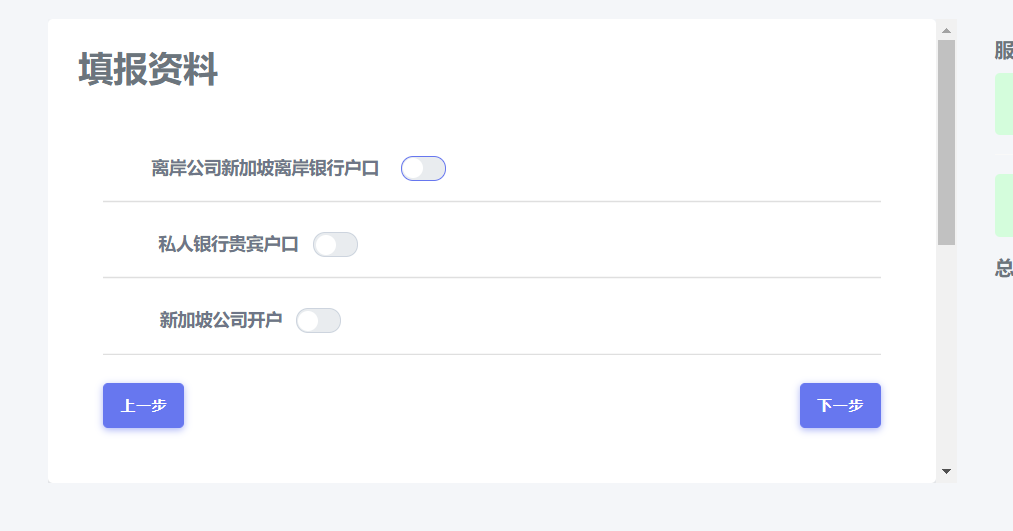 填报资料
离岸公司新加坡离岸银行户口
私人银行贵宾户口
新加坡公司开户
上一步
下一步
服
总